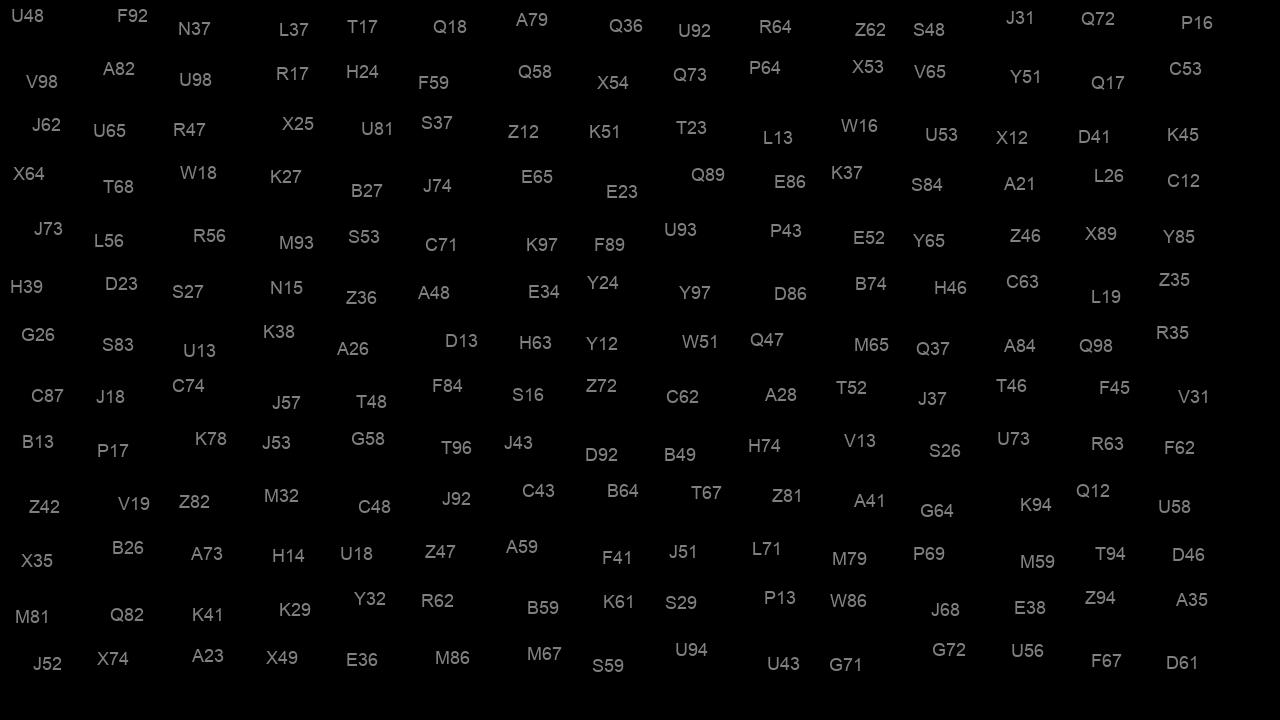 U48 F92 N37 L37 T17 Q18 A79 Q36 U92 R64 Z62 S48 J31 Q72 P16
V98 A82 U98 R17 H24 F59 Q58 X54 Q73 P64 X53 V65 Y51 Q17 C53
J62 U65 R47 X25 U81 S37 Z12 K51 T23 L13 W16 U53 X12 D41 K45
X64 T68 W18 K27 B27 J74 E65 E23 Q89 E86 K37 S84 A21 L26 C12
J73 L56 R56 M93 S53 C71 K97 F89 U93 P43 E52 Y65 Z46 X89 Y85
H39 D23 S27 N15 Z36 A48 E34 Y24 Y97 D86 B74 H46 C63 L19 Z35
G26 S83 U13 K38 A26 D13 H63 Y12 W51 Q47 M65 Q37 A84 Q98 R35
C87 J18 C74 J57 T48 F84 S16 Z72 C62 A28 T52 J37 T46 F45 V31
B13 P17 K78 J53 G58 T96 J43 D92 B49 H74 V13 S26 U73 R63 F62
Z42 V19 Z82 M32 C48 J92 C43 B64 T67 Z81 A41 G64 K94 Q12 U58
X35 B26 A73 H14 U18 Z47 A59 F41 J51 L71 M79 P69 M59 T94 D46
M81 Q82 K41 K29 Y32 R62 B59 K61 S29 P13 W86 J68 E38 Z94 A35
J52 X74 A23 X49 E36 M86 M67 S59 U94 U43 G71 G72 U56 F67 D61